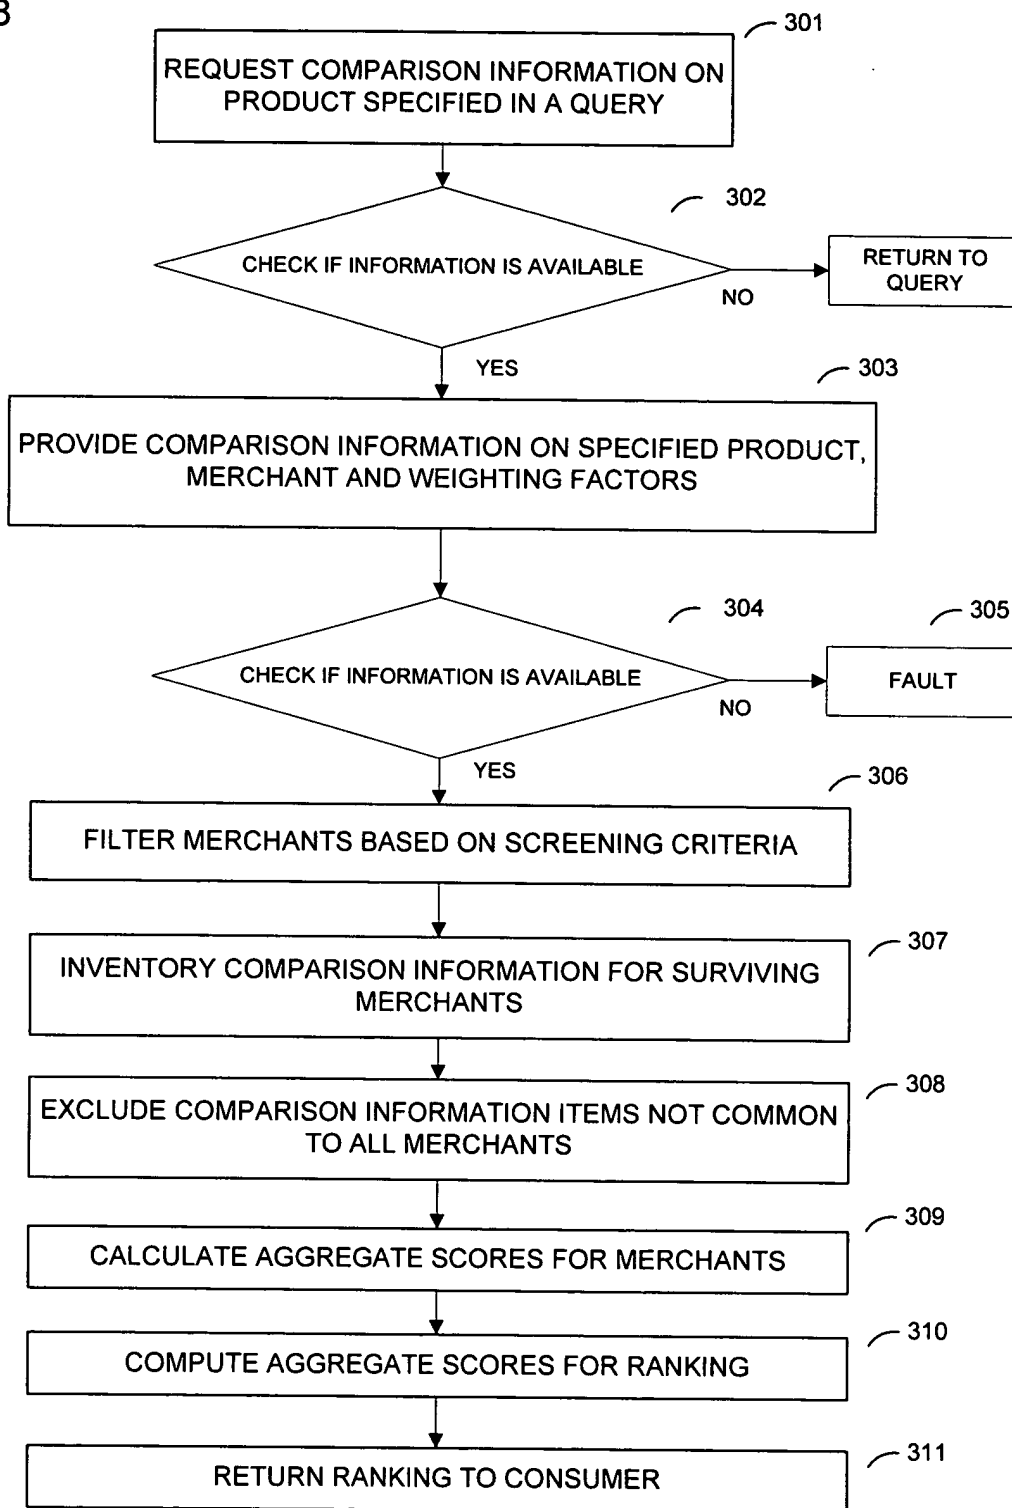 3
301
REQUEST COMPARISON INFORMATION ON
PRODUCT SPECIFIED IN A QUERY
302
CHECK IF INFORMATION IS AVAILABLE
RETURN TO
QUERY
NO
YES
303
PROVIDE COMPARISON INFORMATION ON SPECIFIED PRODUCT,
MERCHANT AND WEIGHTING FACTORS
304
305
CHECK IF INFORMATION IS AVAILABLE
FAULT
NO
YES
306
FILTER MERCHANTS BASED ON SCREENING CRITERIA
307
INVENTORY COMPARISON INFORMATION FOR SURVIVING
MERCHANTS
308
EXCLUDE COMPARISON INFORMATION ITEMS NOT COMMON
TO ALL MERCHANTS
309
CALCULATE AGGREGATE SCORES FOR MERCHANTS
310
COMPUTE AGGREGATE SCORES FOR RANKING
311
RETURN RANKING TO CONSUMER